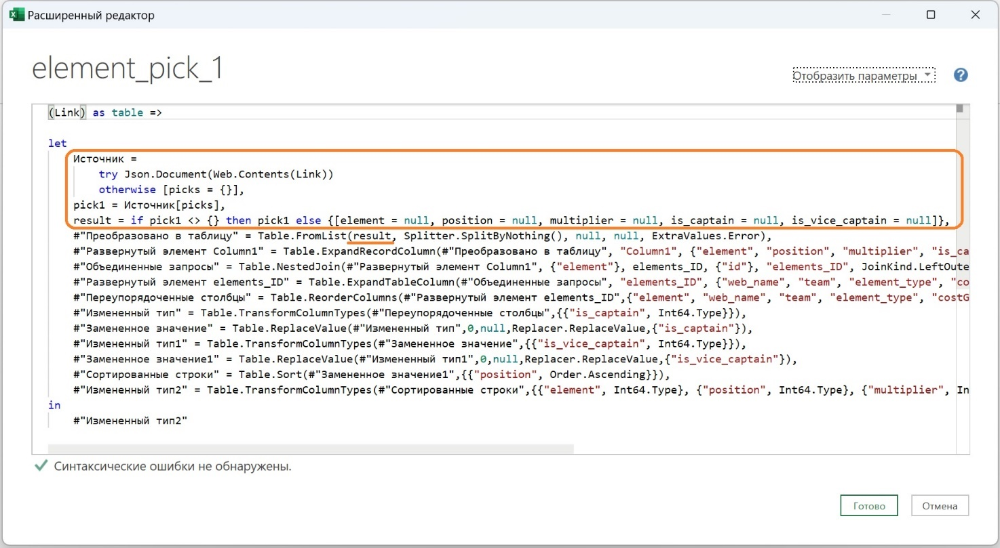 Расширенный редактор
element_pick_1
Отобразить параметры
?
(Link) as table =>
let
Источник =
try Json.Document(Web.Contents(Link))
otherwise [picks = {}],
pick1 = Источник[picks],
result = if pick1 <> {} then pick1 else {[element = null, position = null, multiplier = null, is_captain = null, is_vice_captain = null]},
#"Преобразовано в таблицу" = Table.FromList(result, Splitter.SplitByNothing(), null, null, ExtraValues.Error),
#"Развернутый элемент Column1" = Table.ExpandRecordColumn(#"Преобразовано в таблицу", "Column1", {"element", "position", "multiplier", "is_ca
#"Объединенные запросы" = Table.NestedJoin(#"Развернутый элемент Column1", {"element"}, elements_ID, {"id"}, "elements_ID", JoinKind.LeftOute
#"Развернутый элемент elements_ID" = Table.ExpandTableColumn(#"Объединенные запросы", "elements_ID", {"web_name", "team", "element_type", "co
#"Переупорядоченные столбцы" = Table.ReorderColumns(#"Развернутый элемент elements_ID",{"element", "web_name", "team", "element_type", "costG
#"Измененный тип" = Table.TransformColumnTypes(#"Переупорядоченные столбцы",{{"is_captain", Int64.Type}}),
#"Замененное значение" = Table.ReplaceValue(#"Измененный тип",0,null,Replacer.ReplaceValue,{"is_captain"}),
#"Измененный тип1" = Table.TransformColumnTypes(#"Замененное значение",{{"is_vice_captain", Int64.Type}}),
#"Замененное значение1" = Table.ReplaceValue(#"Измененный тип1",0,null,Replacer.ReplaceValue,{"is_vice_captain"}),
#"Сортированные строки" = Table.Sort(#"Замененное значение1",{{"position", Order.Ascending}}),
#"Измененный тип2" = Table.TransformColumnTypes(#"Сортированные строки",{{"element", Int64.Type}, {"position", Int64.Type}, {"multiplier", In
in
#"Измененный тип2"
Синтаксические ошибки не обнаружены.
Готово
Отмена